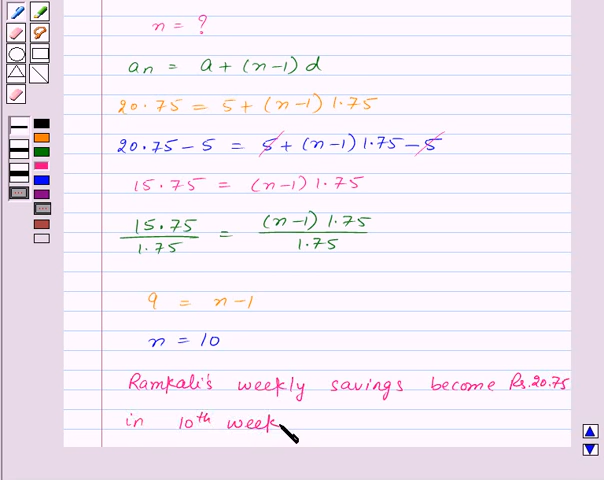 n = ?
an = a + (n-1) d
20.75 = 5 + (n-1) 1.75
20.75 - 5 = 5 + (n-1) 1.75 - 5
15.75 = (n-1) 1.75
15.75 / 1.75 = (n-1) 1.75 / 1.75
9 = n-1
n = 10
Ramkali's weekly savings become Rs.20.75
in 10th week